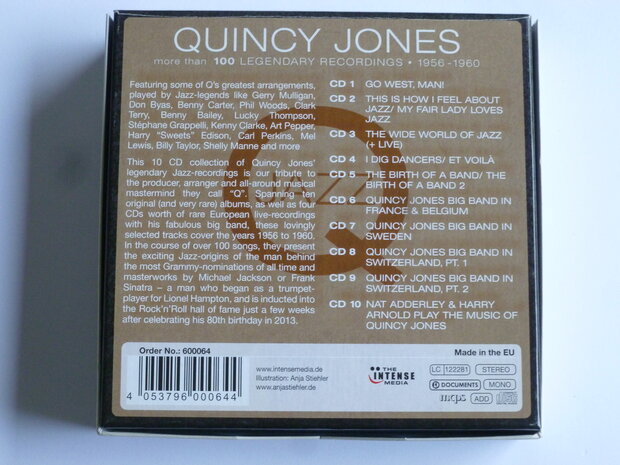 QUINCY JONES
more than 100 LEGENDARY RECORDINGS • 1956-1960
Featuring some of Q's greatest arrangements,
played by Jazz-legends like Gerry Mulligan,
Don Byas, Benny Carter, Phil Woods, Clark
Terry, Benny Bailey, Lucky Thompson,
Stéphane Grappelli, Kenny Clarke, Art Pepper,
Harry "Sweets" Edison, Carl Perkins, Mel
Lewis, Billy Taylor, Shelly Manne and more
This 10 CD collection of Quincy Jones'
legendary Jazz-recordings is our tribute to
the producer, arranger and all-around musical
mastermind they call "Q". Spanning ten
original (and very rare) albums, as well as four
CDs worth of rare European live-recordings
with his fabulous big band, these lovingly
selected tracks cover the years 1956 to 1960.
In the course of over 100 songs, they present
the exciting Jazz-origins of the man behind
the most Grammy-nominations of all time and
masterworks by Michael Jackson or Frank
Sinatra – a man who began as a trumpet-
player for Lionel Hampton, and is inducted into
the Rock'n'Roll hall of fame just a few weeks
after celebrating his 80th birthday in 2013.
JAZZ
CD 1 GO WEST, MAN!
CD 2 THIS IS HOW I FEEL ABOUT
JAZZ/ MY FAIR LADY LOVES
JAZZ
CD 3 THE WIDE WORLD OF JAZZ
(+ LIVE)
CD 4 I DIG DANCERS/ ET VOILÀ
CD 5 THE BIRTH OF A BAND/ THE
BIRTH OF A BAND 2
CD 6 QUINCY JONES BIG BAND IN
FRANCE & BELGIUM
CD 7 QUINCY JONES BIG BAND IN
SWEDEN
CD 8 QUINCY JONES BIG BAND IN
SWITZERLAND, PT. 1
CD 9 QUINCY JONES BIG BAND IN
SWITZERLAND, PT. 2
CD 10 NAT ADDERLEY & HARRY
ARNOLD PLAY THE MUSIC OF
QUINCY JONES
Order No.: 600064
4 053796 000644
www.intensemedia.de
Illustration: Anja Stiehler
www.anjastiehler.de
THE
INTENSE
MEDIA
Made in the EU
LC 12281 STEREO
DOCUMENTS MONO
mcps ADD